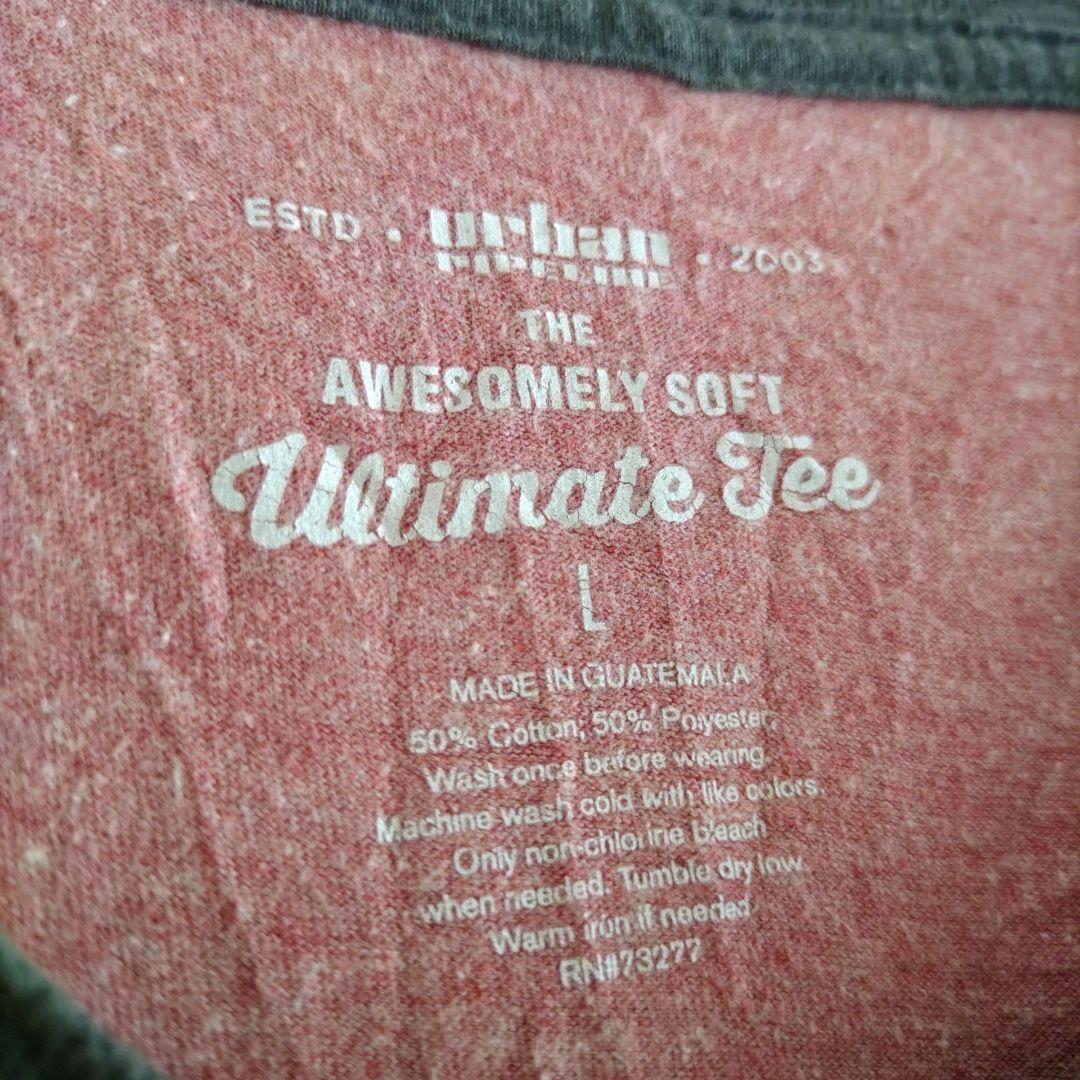 ESTD · urban · 2003
PIPELINE
THE
AWESOMELY SOFT
Ultimate Tee
L
MADE IN GUATEMALA
50% Cotton; 50% Polyester;
Wash once before wearing.
Machine wash cold with like colors.
Only non-chlorine bleach
when needed. Tumble dry low.
Warm iron if needed
RN#73277